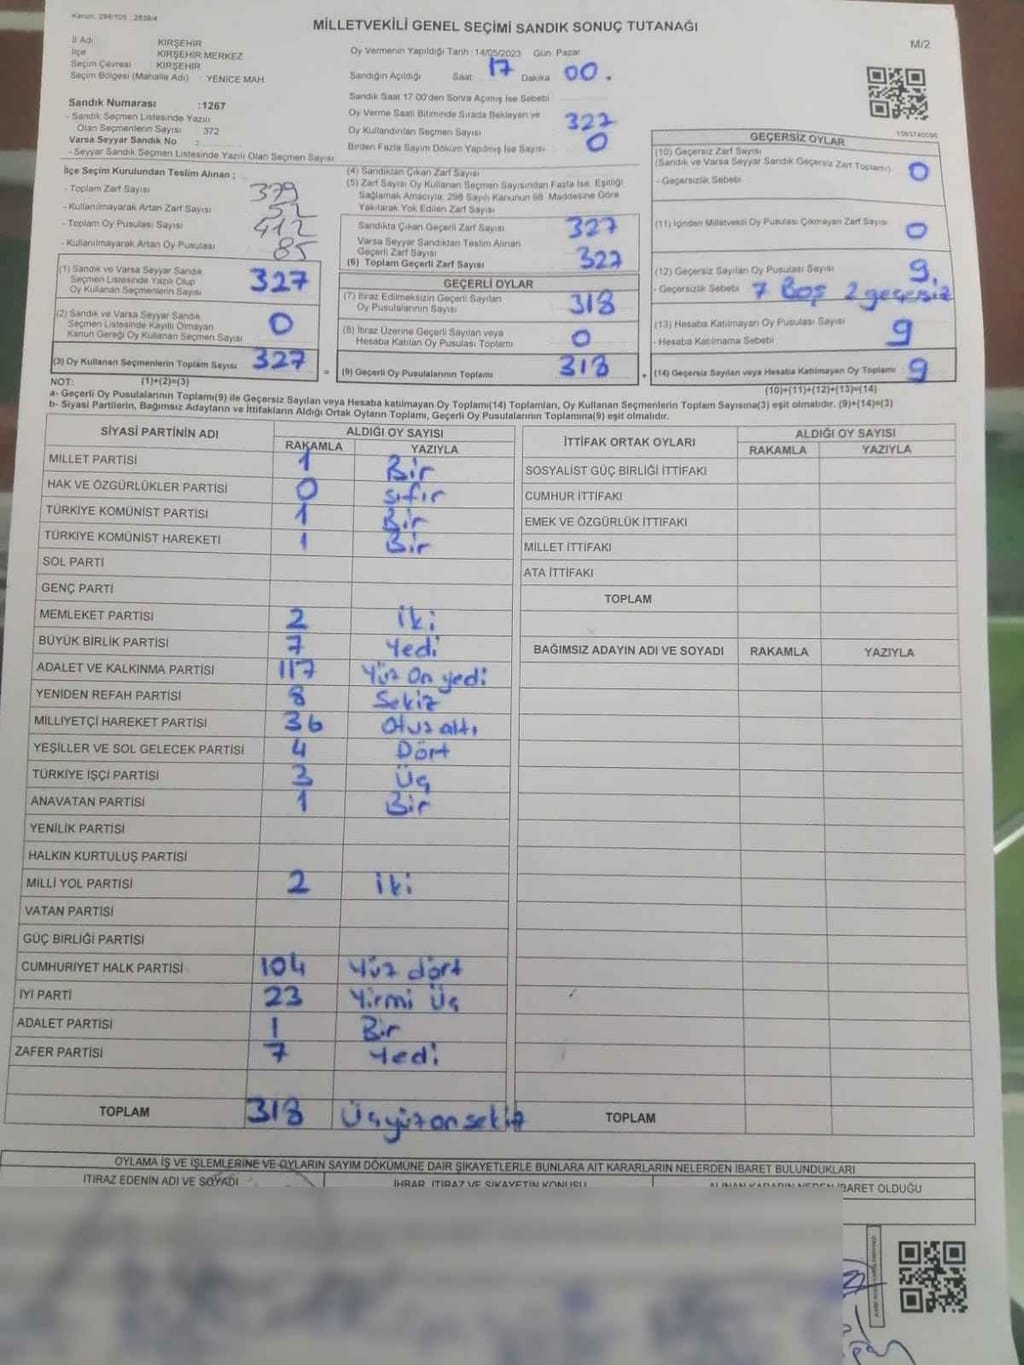 Kanun: 298/105 , 2839/4
MİLLETVEKİLİ GENEL SEÇİMİ SANDIK SONUÇ TUTANAĞI
M/2
İl Adı KIRŞEHİR
İlçe KIRŞEHİR MERKEZ
Seçim Çevresi KIRŞEHİR
Seçim Bölgesi (Mahalle Adı) YENİCE MAH.
Oy Vermenin Yapıldığı Tarih :14/05/2023 Gün Pazar
Sandığın Açıldığı Saat 17 Dakika 00.
Sandık Saat 17.00'den Sonra Açımış İse Sebebi
Oy Verme Saati Bitiminde Sırada Bekleyen ve
Oy Kullandırılan Seçmen Sayısı 327
Birden Fazla Sayım Döküm Yapılmış İse Sayısı 0
Sandık Numarası :1267
- Sandık Seçmen Listesinde Yazılı
Olan Seçmenlerin Sayısı 372
Varsa Seyyar Sandık No :
- Seyyar Sandık Seçmen Listesinde Yazılı Olan Seçmen Sayısı
İlçe Seçim Kurulundan Teslim Alınan ;
- Toplam Zarf Sayısı 379
- Kullanılmayarak Artan Zarf Sayısı 52
- Toplam Oy Pusulası Sayısı 412
- Kullanılmayarak Artan Oy Pusulası 85
(1) Sandık ve Varsa Seyyar Sandık
Seçmen Listesinde Yazılı Olup
Oy Kullanan Seçmenlerin Sayısı 327
(2) Sandık ve Varsa Seyyar Sandık
Seçmen Listesinde Kayıtlı Olmayan
Kanun Gereği Oy Kullanan Seçmen Sayısı 0
(3) Oy Kullanan Seçmenlerin Toplam Sayısı 327
(4) Sandıktan Çıkan Zarf Sayısı
(5) Zarf Sayısı Oy Kullanan Seçmen Sayısından Fazla İse, Eşitliği
Sağlamak Amacıyla, 298 Sayılı Kanunun 98. Maddesine Göre
Yakılarak Yok Edilen Zarf Sayısı
Sandıkta Çıkan Geçerli Zarf Sayısı 327
Varsa Seyyar Sandıktan Teslim Alınan
Geçerli Zarf Sayısı
(6) Toplam Geçerli Zarf Sayısı 327
GEÇERLİ OYLAR
(7) İtiraz Edilmeksizin Geçerli Sayılan
Oy Pusulalarının Sayısı 318
(8) İtiraz Üzerine Geçerli Sayılan veya
Hesaba Katılan Oy Pusulası Toplamı 0
= (9) Geçerli Oy Pusulalarının Toplamı 318 +
1083740096
GEÇERSİZ OYLAR
(10) Geçersiz Zarf Sayısı
(Sandık ve Varsa Seyyar Sandık Geçersiz Zarf Toplamı) 0
- Geçersizlik Sebebi
(11) İçinden Milletvekili Oy Pusulası Çıkmayan Zarf Sayısı 0
(12) Geçersiz Sayılan Oy Pusulası Sayısı 9.
- Geçersizlik Sebebi 7 Boş 2 geçersiz
(13) Hesaba Katılmayan Oy Pusulası Sayısı 9
- Hesaba Katılmama Sebebi
(14) Geçersiz Sayılan veya Hesaba Katılmayan Oy Toplamı 9
NOT: (1)+(2)=(3) (10)+(11)+(12)+(13)=(14)
a- Geçerli Oy Pusulalarının Toplamı(9) ile Geçersiz Sayılan veya Hesaba katılmayan Oy Toplamı(14) Toplamları, Oy Kullanan Seçmenlerin Toplam Sayısına(3) eşit olmalıdır. (9)+(14)=(3)
b- Siyasi Partilerin, Bağımsız Adayların ve İttifakların Aldığı Ortak Oyların Toplamı, Geçerli Oy Pusulalarının Toplamına(9) eşit olmalıdır.
SİYASİ PARTİNİN ADI ALDIĞI OY SAYISI
RAKAMLA YAZIYLA
MİLLET PARTİSİ 1 Bir
HAK VE ÖZGÜRLÜKLER PARTİSİ 0 sıfır
TÜRKİYE KOMÜNİST PARTİSİ 1 Bir
TÜRKİYE KOMÜNİST HAREKETİ 1 Bir
SOL PARTİ
GENÇ PARTİ
MEMLEKET PARTİSİ 2 iki
BÜYÜK BİRLİK PARTİSİ 7 Yedi
ADALET VE KALKINMA PARTİSİ 117 Yüz On yedi
YENİDEN REFAH PARTİSİ 8 Sekiz
MİLLİYETÇİ HAREKET PARTİSİ 36 Otuz altı
YEŞİLLER VE SOL GELECEK PARTİSİ 4 Dört
TÜRKİYE İŞÇİ PARTİSİ 3 Üç
ANAVATAN PARTİSİ 1 Bir
YENİLİK PARTİSİ
HALKIN KURTULUŞ PARTİSİ
MİLLİ YOL PARTİSİ 2 iki
VATAN PARTİSİ
GÜÇ BİRLİĞİ PARTİSİ
CUMHURİYET HALK PARTİSİ 104 Yüz dört
İYİ PARTİ 23 Yirmi Üç
ADALET PARTİSİ 1 Bir
ZAFER PARTİSİ 7 Yedi
TOPLAM 318 Üçyüz on sekiz
İTTİFAK ORTAK OYLARI ALDIĞI OY SAYISI
RAKAMLA YAZIYLA
SOSYALİST GÜÇ BİRLİĞİ İTTİFAKI
CUMHUR İTTİFAKI
EMEK VE ÖZGÜRLÜK İTTİFAKI
MİLLET İTTİFAKI
ATA İTTİFAKI
TOPLAM
BAĞIMSIZ ADAYIN ADI VE SOYADI RAKAMLA YAZIYLA
TOPLAM
OYLAMA İŞ VE İŞLEMLERİNE VE OYLARIN SAYIM DÖKÜMÜNE DAİR ŞİKAYETLERLE BUNLARA AİT KARARLARIN NELERDEN İBARET BULUNDUKLARI
İTİRAZ EDENİN ADI VE SOYADI İHBAR, İTİRAZ VE ŞİKAYETİN KONUSU ALINAN KARARIN NEDEN İBARET OLDUĞU